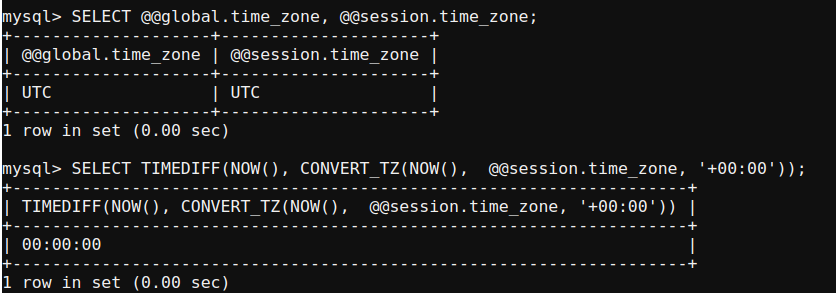 mysql> SELECT @@global.time_zone, @@session.time_zone;
+--------------------+---------------------+
| @@global.time_zone | @@session.time_zone |
+--------------------+---------------------+
| UTC                | UTC                 |
+--------------------+---------------------+
1 row in set (0.00 sec)

mysql> SELECT TIMEDIFF(NOW(), CONVERT_TZ(NOW(),  @@session.time_zone, '+00:00'));
+--------------------------------------------------------------------+
| TIMEDIFF(NOW(), CONVERT_TZ(NOW(),  @@session.time_zone, '+00:00')) |
+--------------------------------------------------------------------+
| 00:00:00                                                           |
+--------------------------------------------------------------------+
1 row in set (0.00 sec)